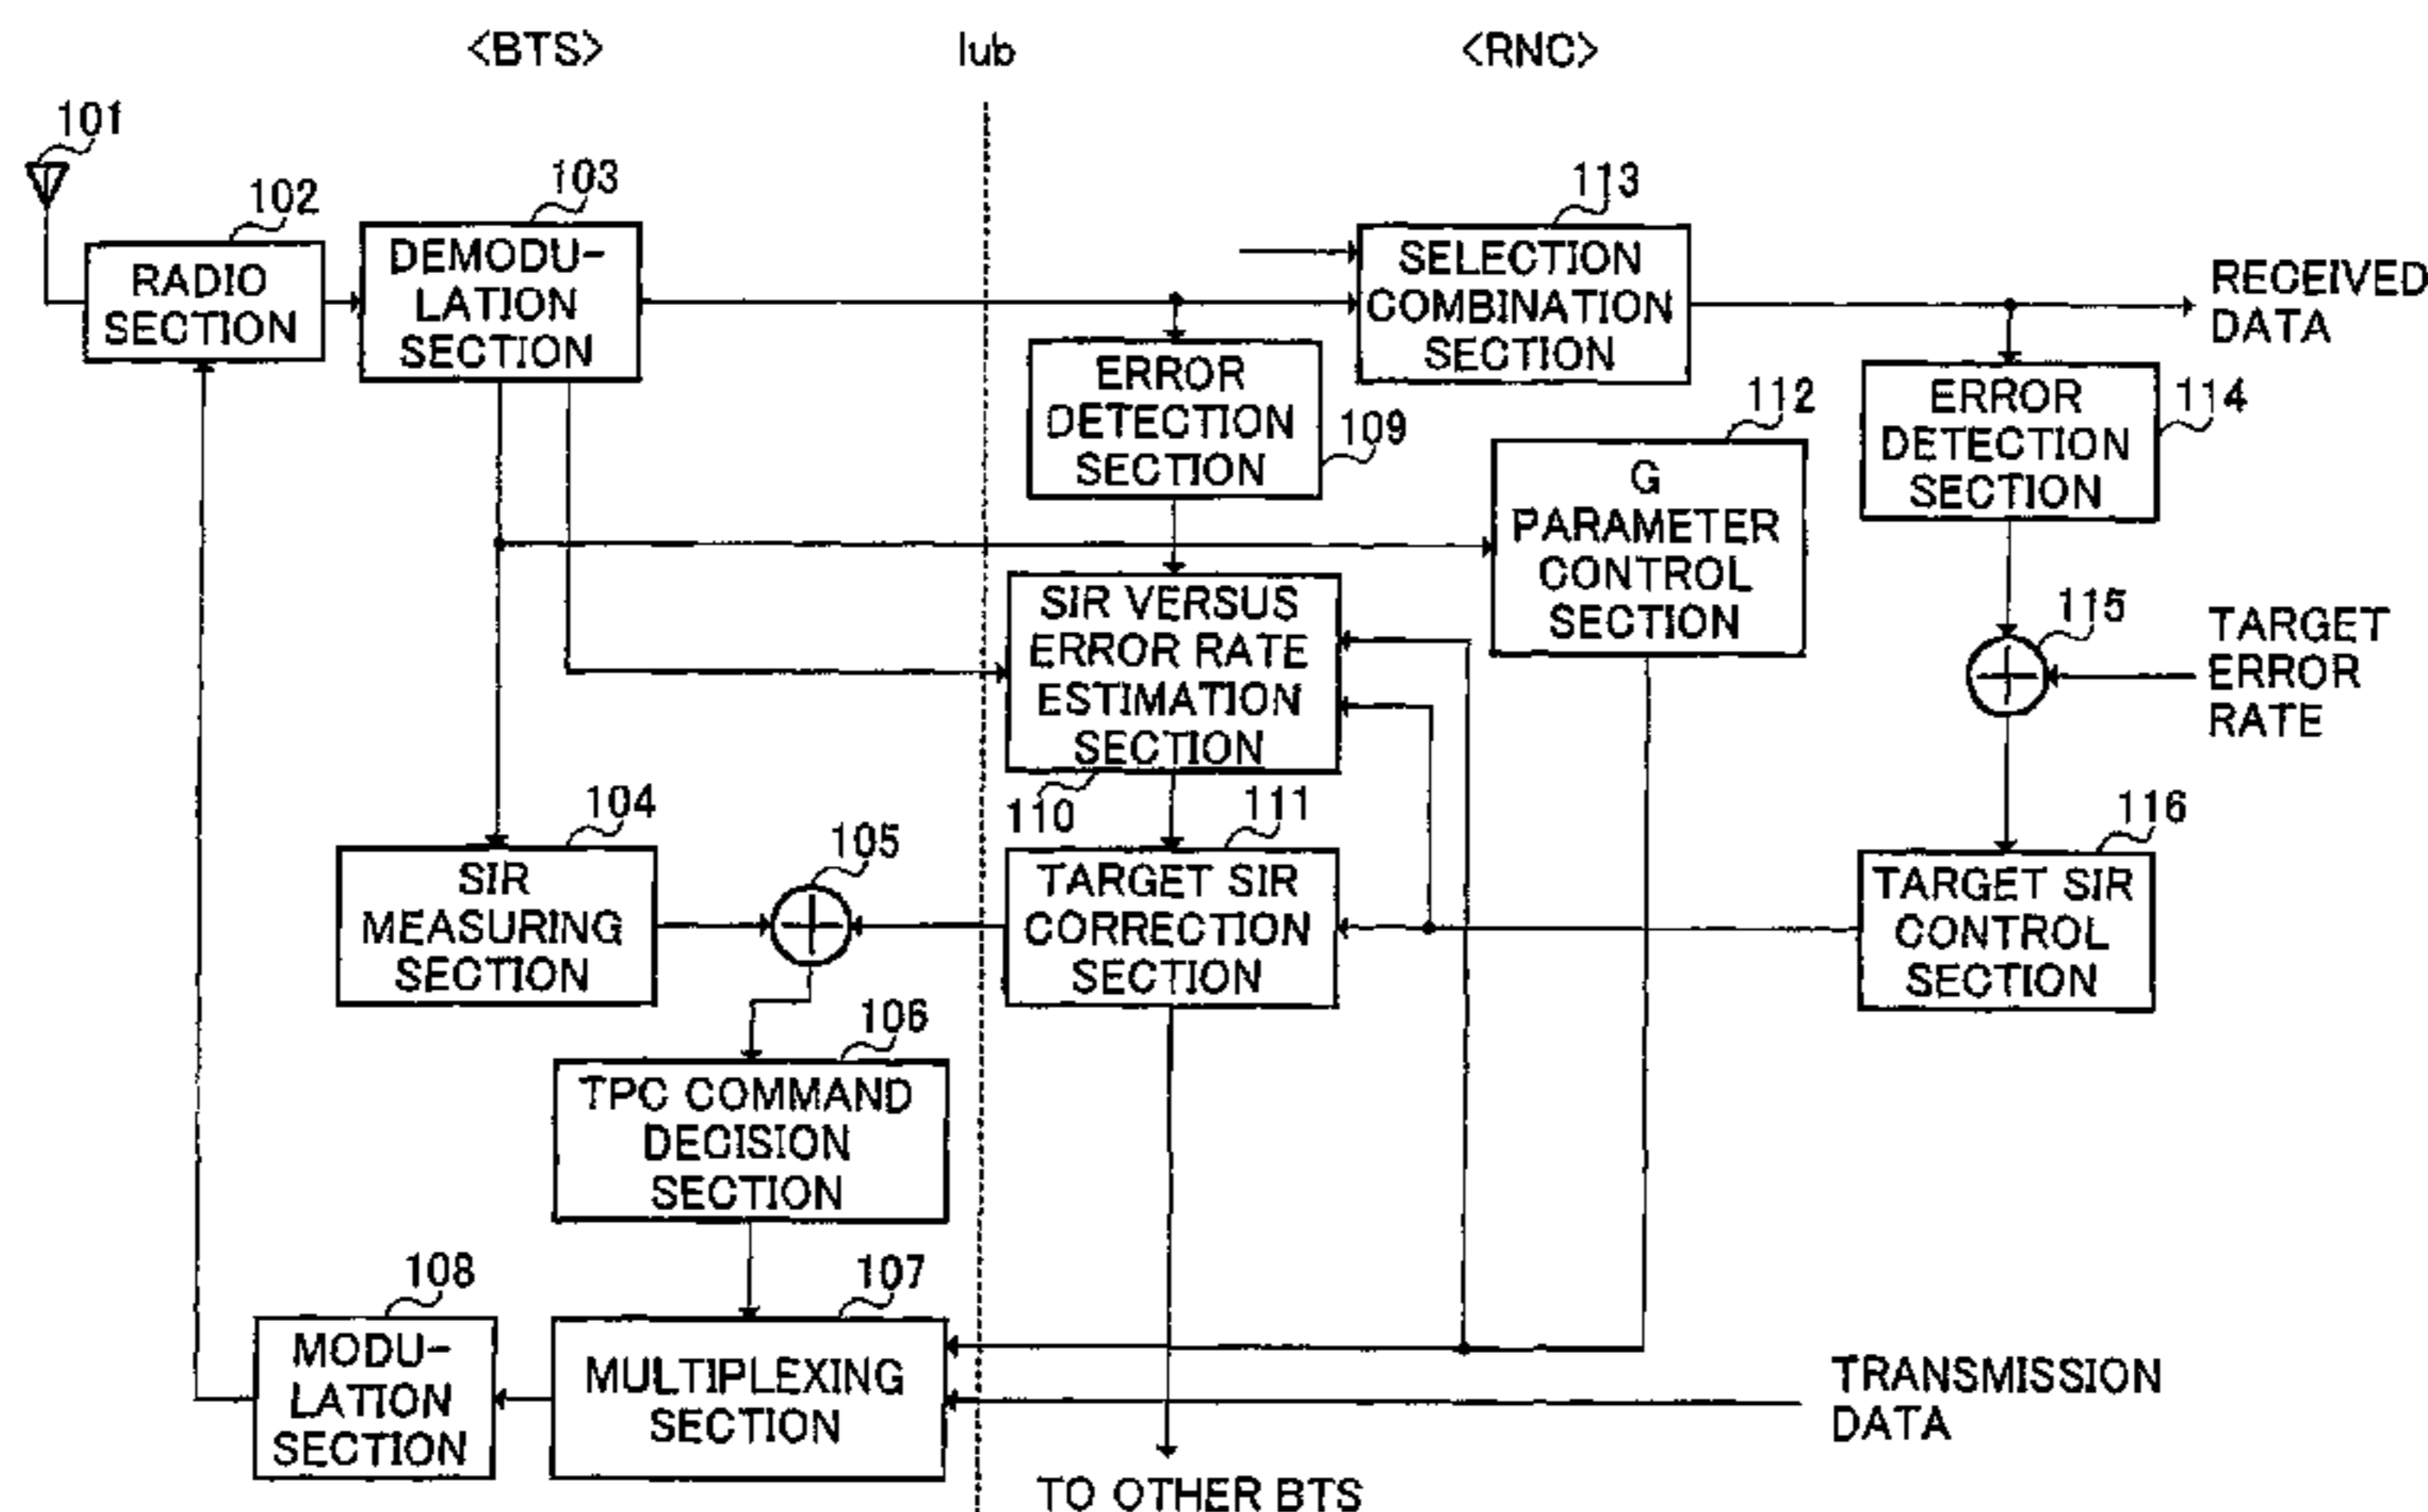 <BTS>
Iub
<RNC>
101
102
RADIO
SECTION
103
DEMODU-
LATION
SECTION
113
SELECTION
COMBINATION
SECTION
RECEIVED
DATA
ERROR
DETECTION
SECTION
109
112
G
PARAMETER
CONTROL
SECTION
ERROR
DETECTION
SECTION
114
SIR VERSUS
ERROR RATE
ESTIMATION
SECTION
110
115
TARGET
ERROR
RATE
104
SIR
MEASURING
SECTION
105
111
TARGET SIR
CORRECTION
SECTION
116
TARGET SIR
CONTROL
SECTION
106
TPC COMMAND
DECISION
SECTION
108
MODU-
LATION
SECTION
107
MULTIPLEXING
SECTION
TRANSMISSION
DATA
TO OTHER BTS